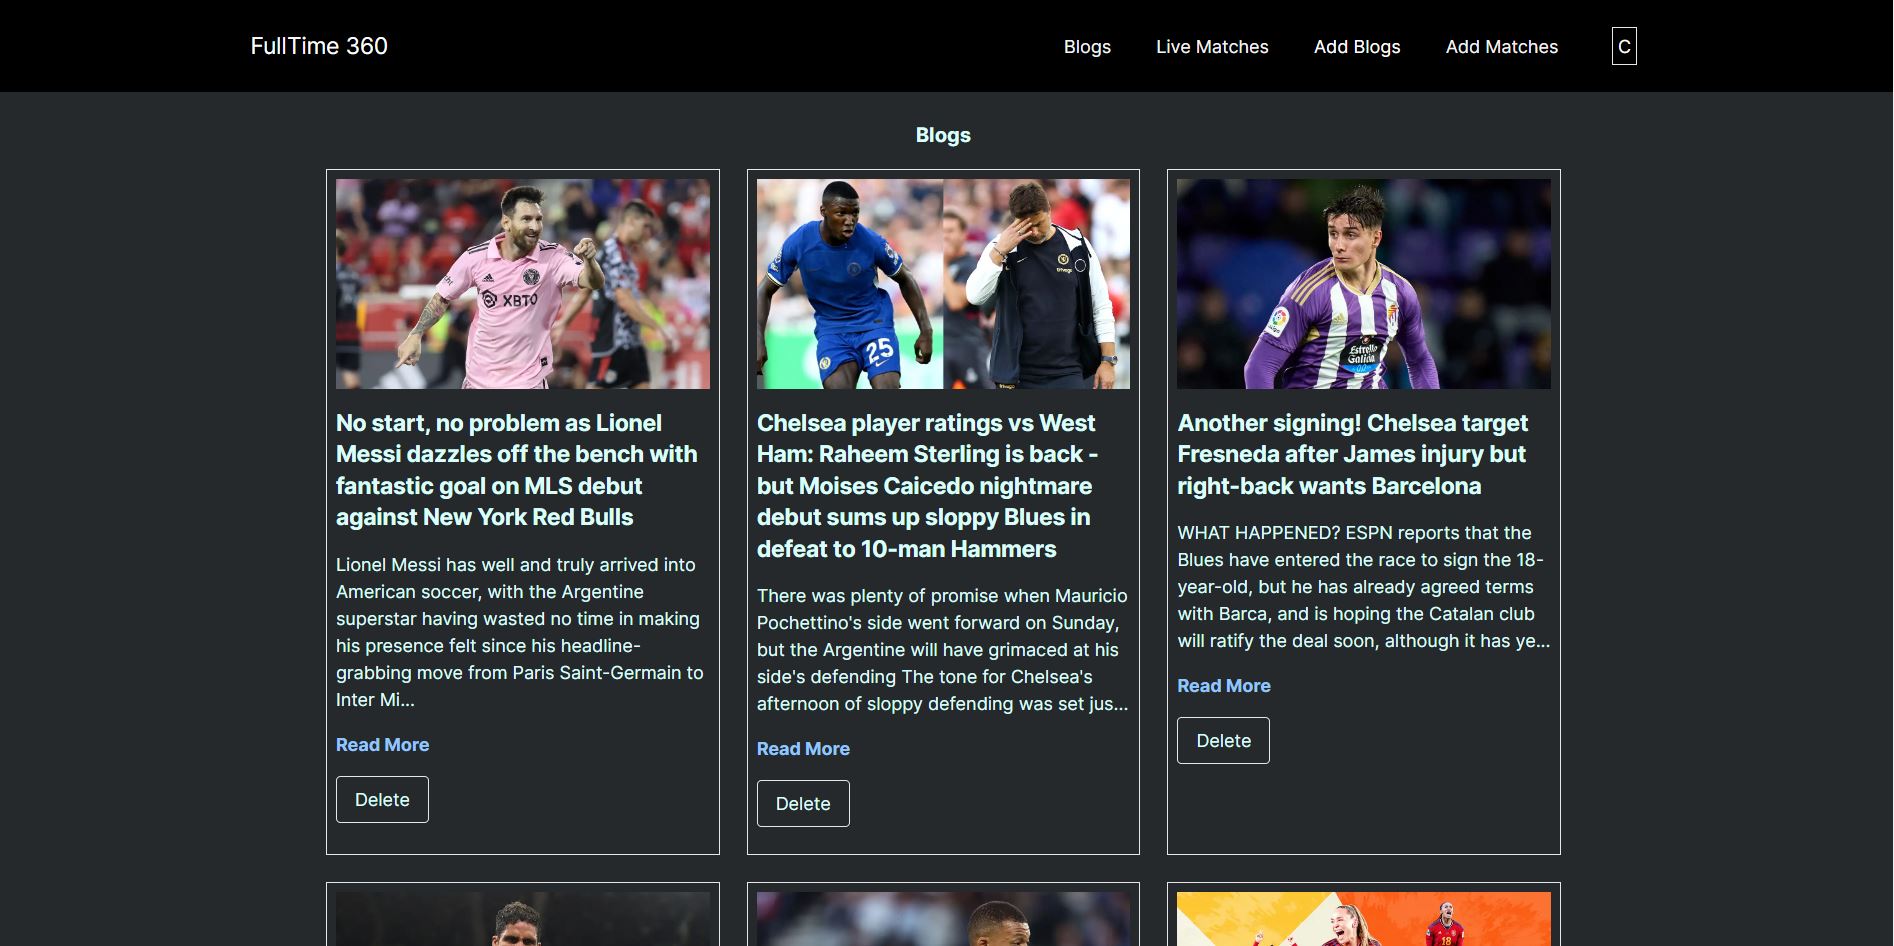 FullTime 360
Blogs
Live Matches
Add Blogs
Add Matches
C
Blogs
XBTO
25
Estrella
Galicia
No start, no problem as Lionel
Messi dazzles off the bench with
fantastic goal on MLS debut
against New York Red Bulls
Lionel Messi has well and truly arrived into
American soccer, with the Argentine
superstar having wasted no time in making
his presence felt since his headline-
grabbing move from Paris Saint-Germain to
Inter Mi...
Read More
Delete
Chelsea player ratings vs West
Ham: Raheem Sterling is back -
but Moises Caicedo nightmare
debut sums up sloppy Blues in
defeat to 10-man Hammers
There was plenty of promise when Mauricio
Pochettino's side went forward on Sunday,
but the Argentine will have grimaced at his
side's defending The tone for Chelsea's
afternoon of sloppy defending was set jus...
Read More
Delete
Another signing! Chelsea target
Fresneda after James injury but
right-back wants Barcelona
WHAT HAPPENED? ESPN reports that the
Blues have entered the race to sign the 18-
year-old, but he has already agreed terms
with Barca, and is hoping the Catalan club
will ratify the deal soon, although it has ye...
Read More
Delete
18